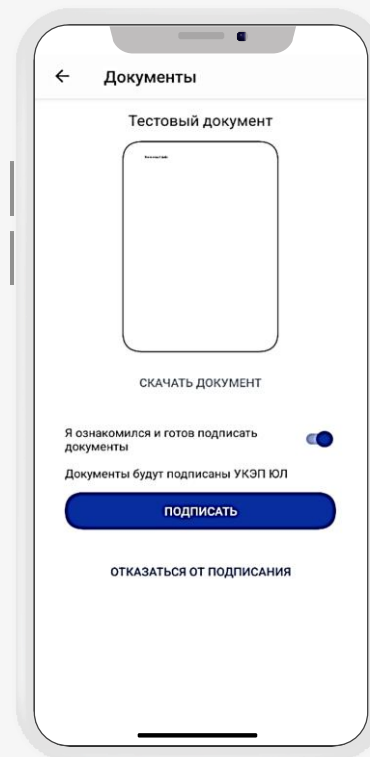 Документы
Тестовый документ
СКАЧАТЬ ДОКУМЕНТ
Я ознакомился и готов подписать
документы
Документы будут подписаны УКЭП ЮЛ
ПОДПИСАТЬ
ОТКАЗАТЬСЯ ОТ ПОДПИСАНИЯ